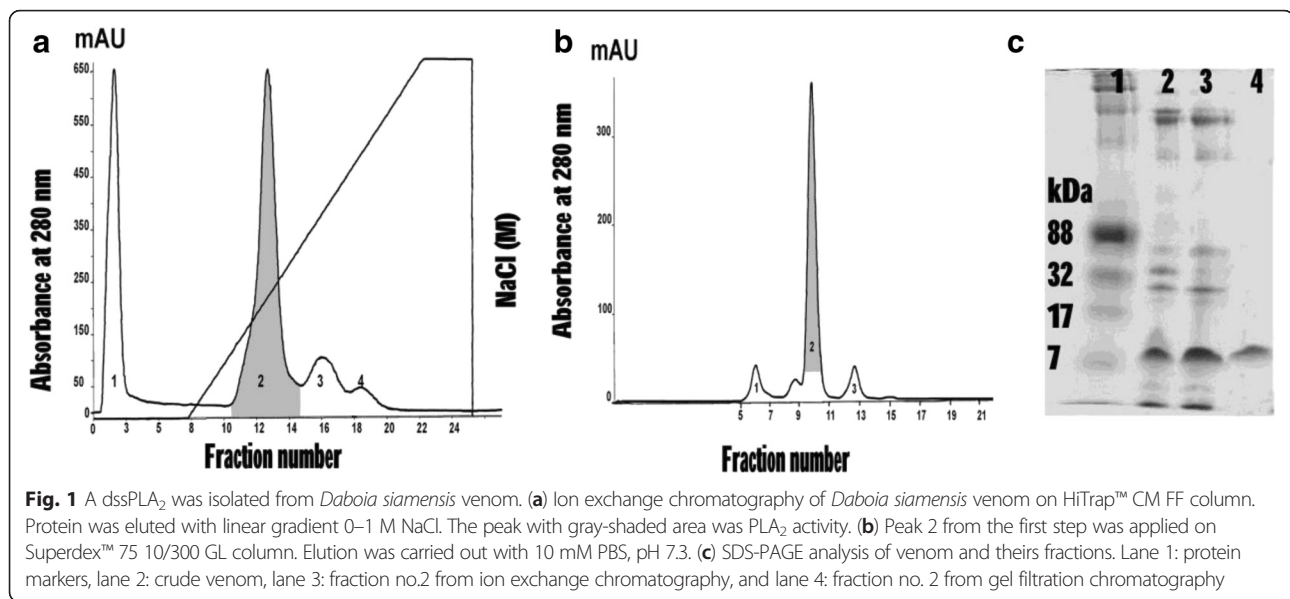 a
mAU
650
550
450
350
250
150
50
0
Absorbance at 280 nm
1
2
3
4
0 3 5 8 10 12 14 16 18 20 22 24
Fraction number
NaCl (M)
b
mAU
300
200
100
0
Absorbance at 280 nm
1
2
3
5 7 9 11 13 15 17 19 21
Fraction number
c
1 2 3 4
kDa
88
32
17
7
Fig. 1 A dssPLA₂ was isolated from Daboia siamensis venom. (a) Ion exchange chromatography of Daboia siamensis venom on HiTrap™ CM FF column.
Protein was eluted with linear gradient 0–1 M NaCl. The peak with gray-shaded area was PLA₂ activity. (b) Peak 2 from the first step was applied on
Superdex™ 75 10/300 GL column. Elution was carried out with 10 mM PBS, pH 7.3. (c) SDS-PAGE analysis of venom and theirs fractions. Lane 1: protein
markers, lane 2: crude venom, lane 3: fraction no.2 from ion exchange chromatography, and lane 4: fraction no. 2 from gel filtration chromatography